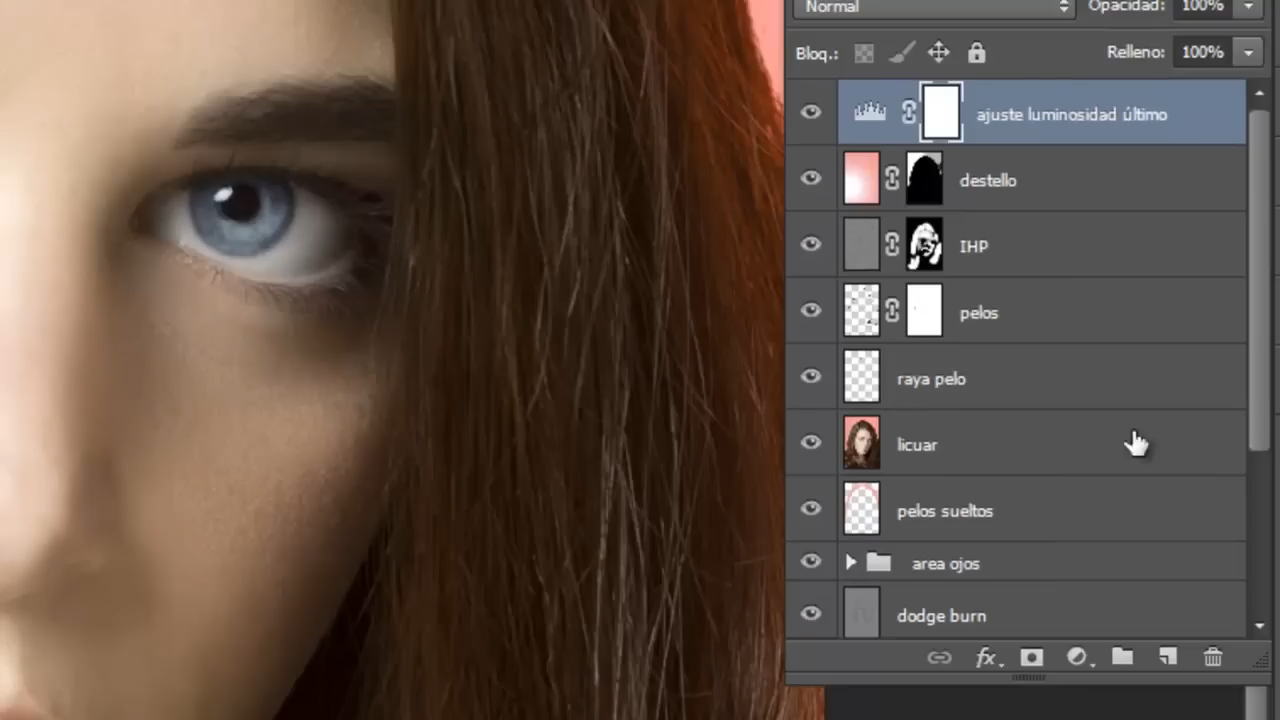 Normal Opacidad: 100%
Bloq.: Relleno: 100%
ajuste luminosidad último
destello
IHP
pelos
raya pelo
licuar
pelos sueltos
area ojos
dodge burn
fx